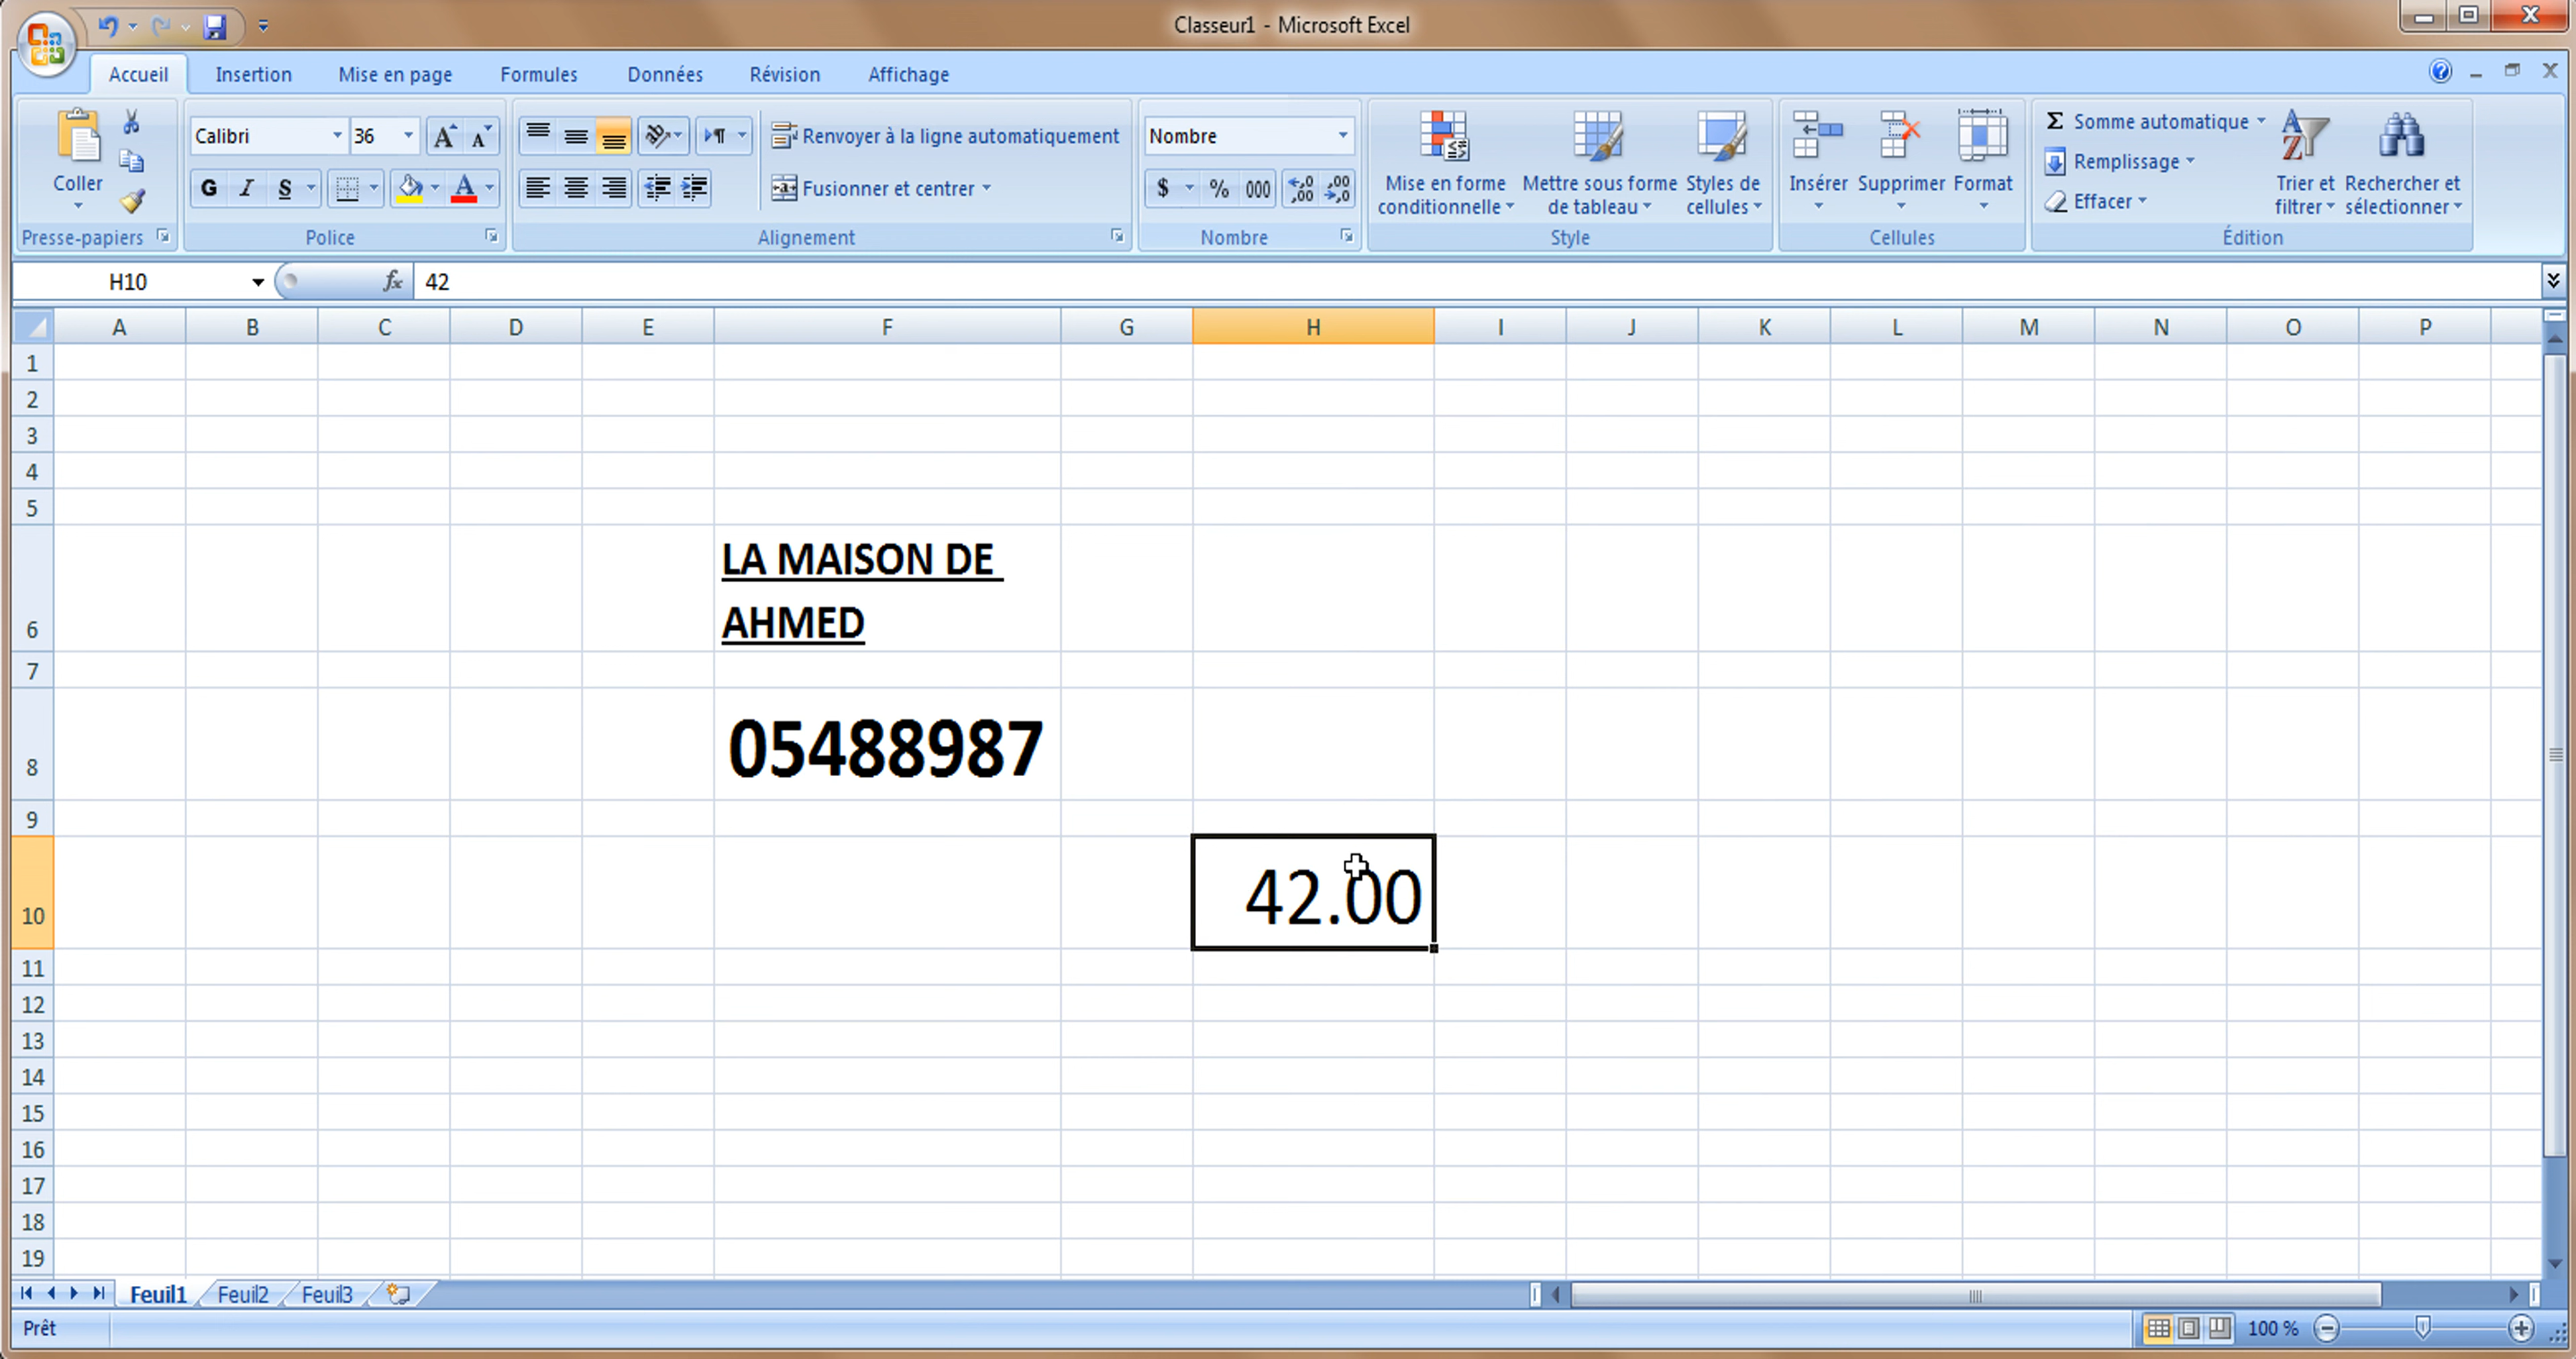 Classeur1 - Microsoft Excel
Accueil Insertion Mise en page Formules Données Révision Affichage
Coller
Presse-papiers
Calibri 36
G I S
Police
Renvoyer à la ligne automatiquement
Fusionner et centrer
Alignement
Nombre
$ % 000
Nombre
Mise en forme
conditionnelle
Mettre sous forme
de tableau
Styles de
cellules
Style
Insérer Supprimer Format
Cellules
Σ Somme automatique
Remplissage
Effacer
Trier et
filtrer
Rechercher et
sélectionner
Édition
H10 fx 42
A B C D E F G H I J K L M N O P
1
2
3
4
5
LA MAISON DE
AHMED
6
7
05488987
8
9
42.00
10
11
12
13
14
15
16
17
18
19
Feuil1 Feuil2 Feuil3
Prêt 100 %